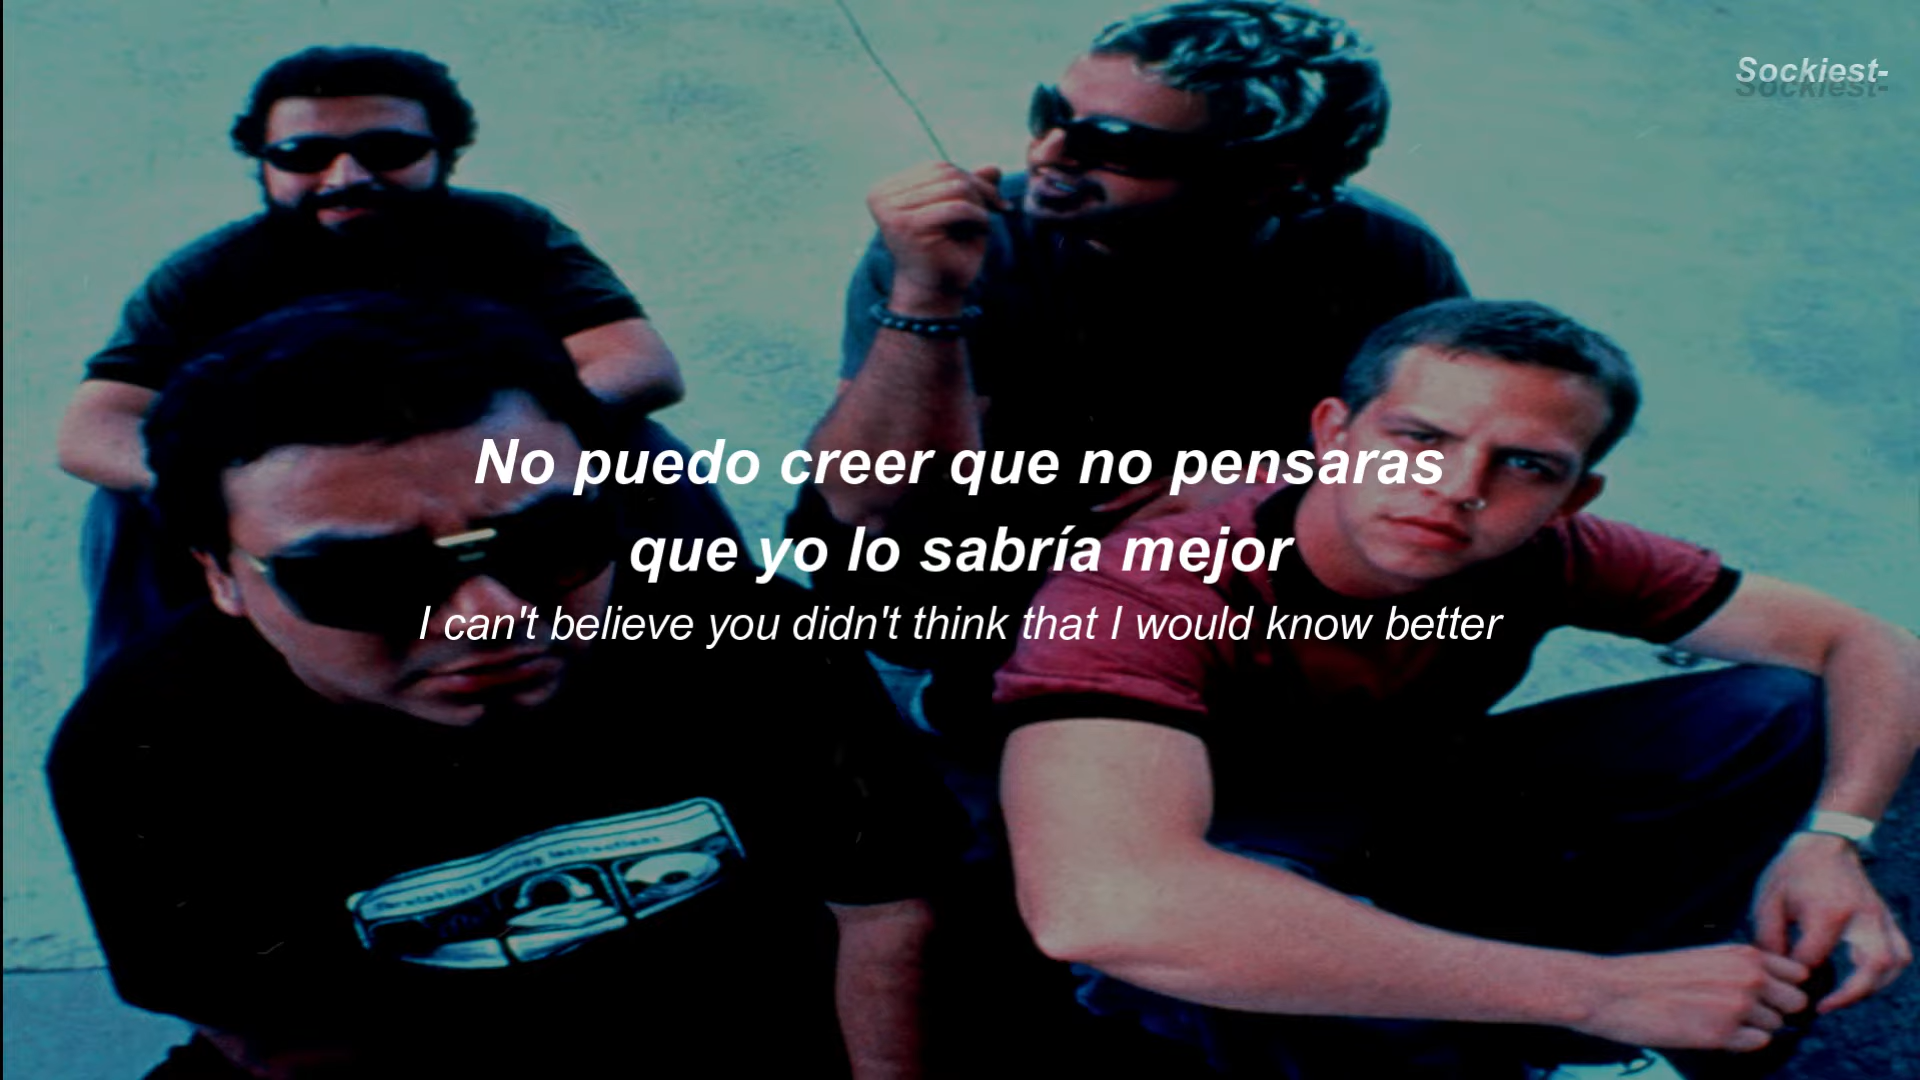 Sockiest-
No puedo creer que no pensaras
que yo lo sabría mejor
I can't believe you didn't think that I would know better